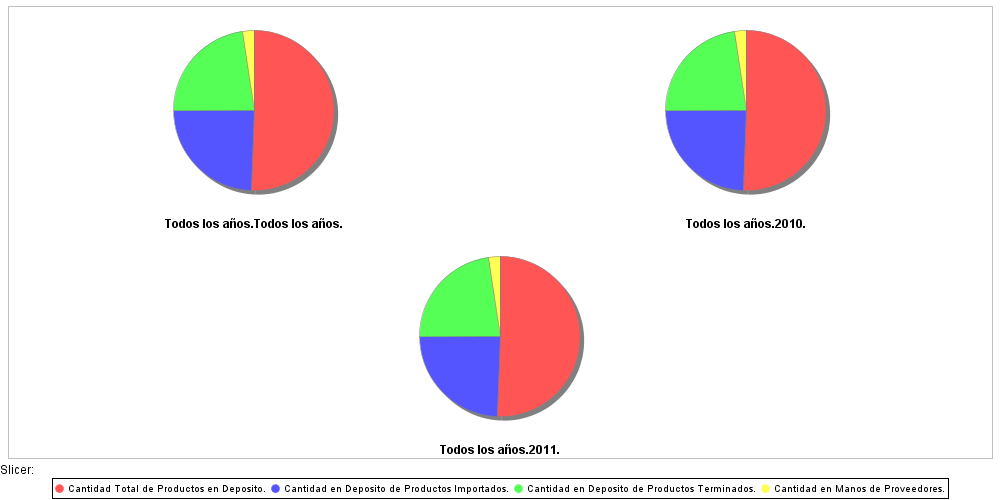 Todos los años.Todos los años.
Todos los años.2010.
Todos los años.2011.
Slicer:
Cantidad Total de Productos en Deposito. Cantidad en Deposito de Productos Importados. Cantidad en Deposito de Productos Terminados. Cantidad en Manos de Proveedores.